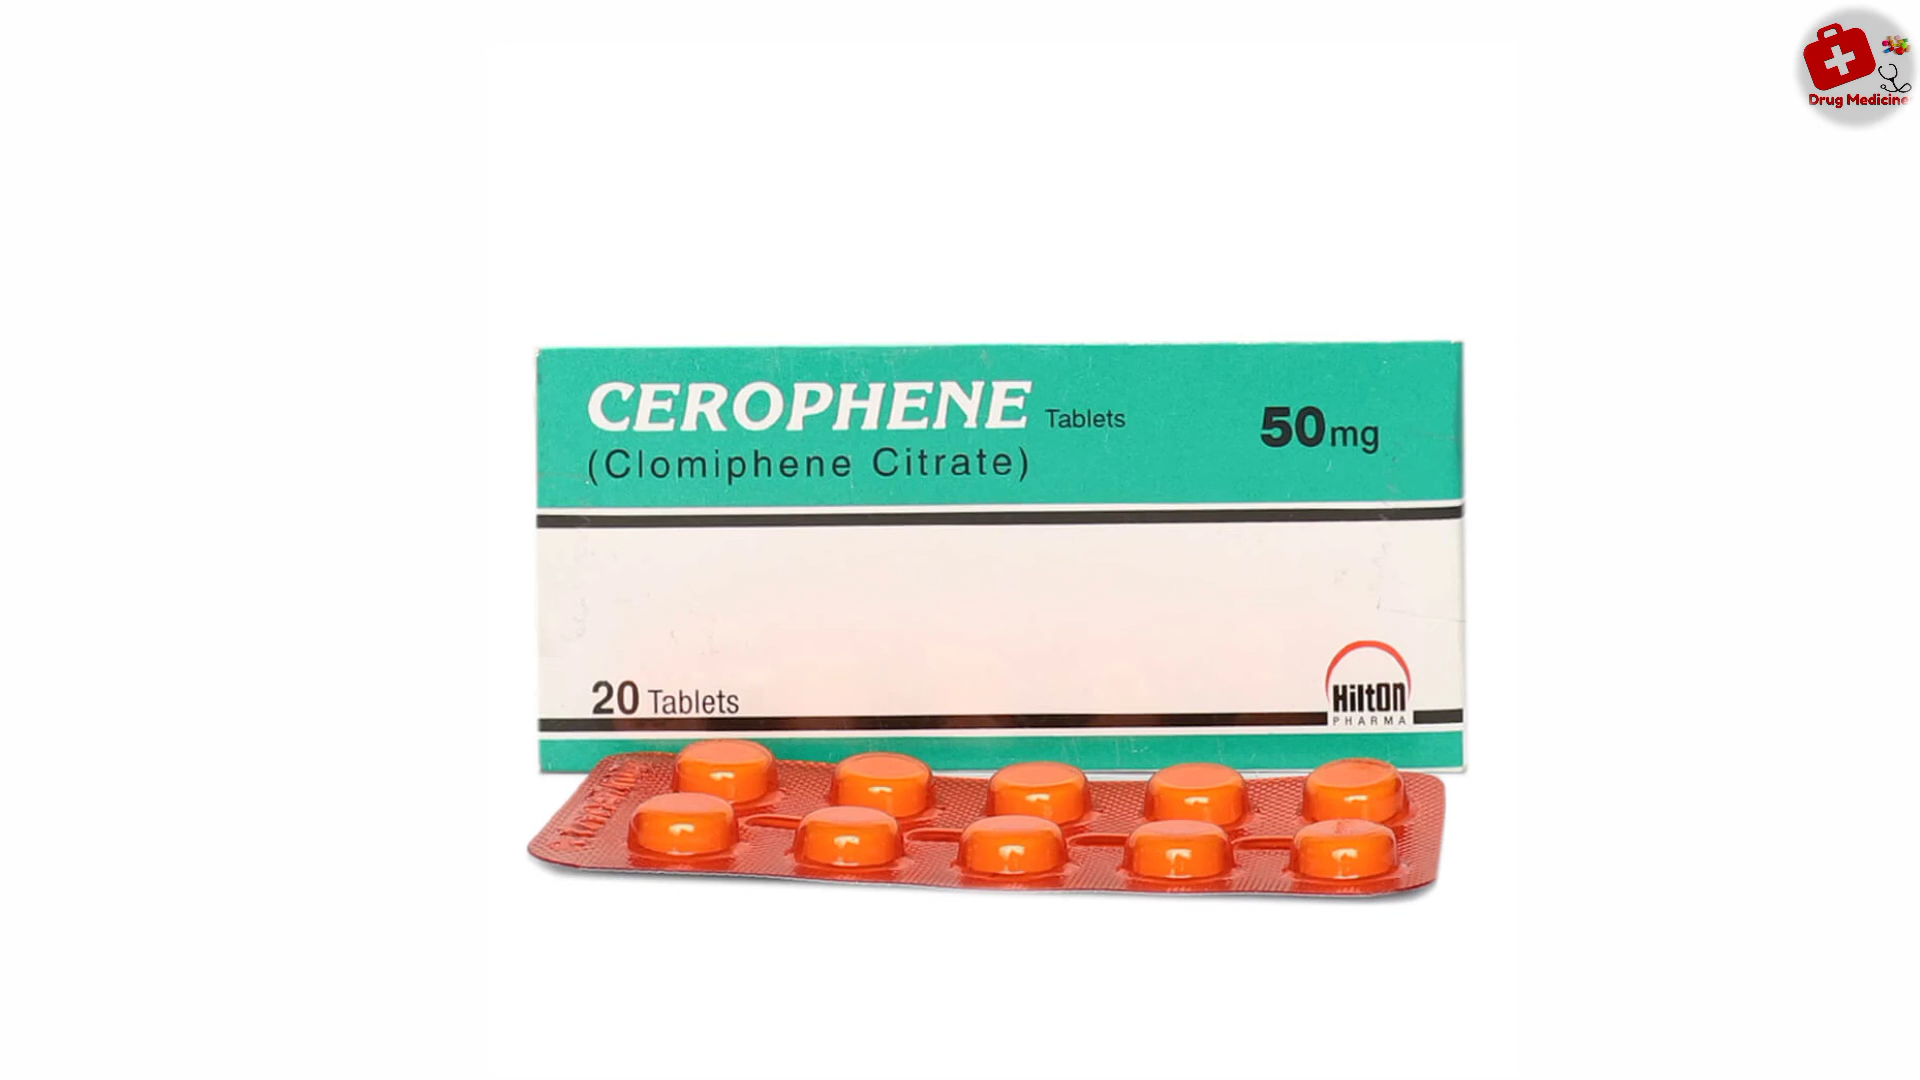 Drug Medicine
CEROPHENE Tablets 50mg
(Clomiphene Citrate)
20 Tablets
HiltON
PHARMA